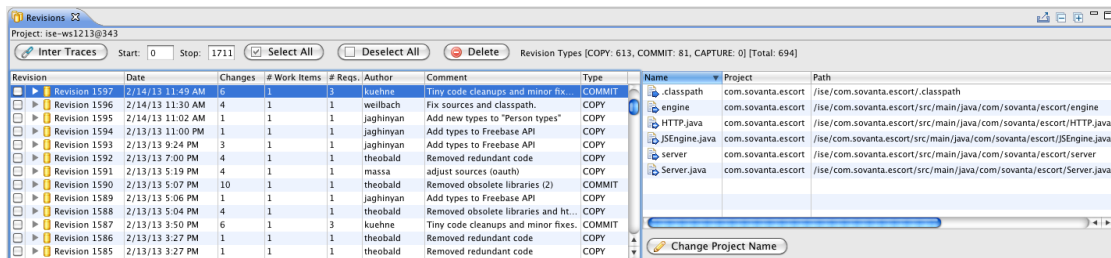 Revisions
Project: ise-ws1213@343
Inter Traces Start: 0 Stop: 1711 Select All Deselect All Delete Revision Types [COPY: 613, COMMIT: 81, CAPTURE: 0] [Total: 694]
Revision Date Changes # Work Items # Reqs. Author Comment Type
Revision 1597 2/14/13 11:49 AM 6 1 3 kuehne Tiny code cleanups and minor fix... COMMIT
Revision 1596 2/14/13 11:30 AM 4 1 1 weilbach Fix sources and classpath. COPY
Revision 1595 2/14/13 11:02 AM 1 1 1 jaghinyan Add new types to "Person types" COPY
Revision 1594 2/13/13 11:00 PM 1 1 1 jaghinyan Add types to Freebase API COPY
Revision 1593 2/13/13 9:24 PM 3 1 1 jaghinyan Add types to Freebase API COPY
Revision 1592 2/13/13 7:00 PM 4 1 1 theobald Removed redundant code COPY
Revision 1591 2/13/13 5:19 PM 4 1 1 massa adjust sources (oauth) COPY
Revision 1590 2/13/13 5:07 PM 10 1 1 theobald Removed obsolete libraries (2) COMMIT
Revision 1589 2/13/13 5:06 PM 1 1 1 jaghinyan Add types to Freebase API COPY
Revision 1588 2/13/13 5:04 PM 4 1 1 theobald Removed obsolete libraries and ht... COPY
Revision 1587 2/13/13 3:50 PM 6 1 3 kuehne Tiny code cleanups and minor fixes. COMMIT
Revision 1586 2/13/13 3:27 PM 1 1 1 theobald Removed redundant code COPY
Revision 1585 2/13/13 3:27 PM 1 1 1 theobald Removed redundant code COPY
Name Project Path
.classpath com.sovanta.escort /ise/com.sovanta.escort/.classpath
engine com.sovanta.escort /ise/com.sovanta.escort/src/main/java/com/sovanta/escort/engine
HTTP.java com.sovanta.escort /ise/com.sovanta.escort/src/main/java/com/sovanta/escort/HTTP.java
JSEngine.java com.sovanta.escort /ise/com.sovanta.escort/src/main/java/com/sovanta/escort/JSEngine.java
server com.sovanta.escort /ise/com.sovanta.escort/src/main/java/com/sovanta/escort/server
Server.java com.sovanta.escort /ise/com.sovanta.escort/src/main/java/com/sovanta/escort/Server.java
Change Project Name